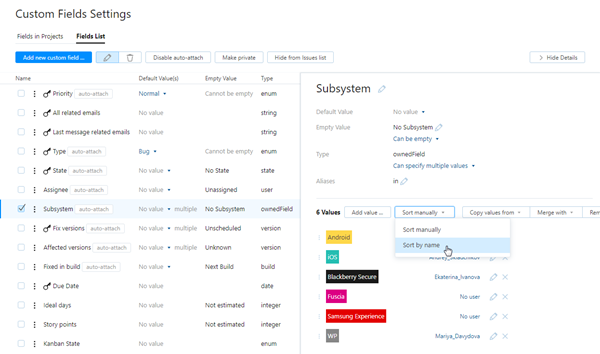 Custom Fields Settings
Fields in Projects Fields List
Add new custom field ... Disable auto-attach Make private Hide from Issues list > Hide Details
Name Default Value(s) Empty Value Type
Priority auto-attach Normal Cannot be empty enum
All related emails No value string
Last message related emails No value string
Type auto-attach Bug Cannot be empty enum
State auto-attach No value No State state
Assignee auto-attach No value Unassigned user
Subsystem auto-attach No value multiple No Subsystem ownedField
Fix versions auto-attach No value multiple Unscheduled version
Affected versions auto-attach No value multiple Unknown version
Fixed in build auto-attach No value Next Build build
Due Date No value date
Ideal days No value Not estimated integer
Story points No value Not estimated integer
Kanban State No value enum
Subsystem
Default Value No value
Empty Value No Subsystem
Can be empty
Type ownedField
Can specify multiple values
Aliases in
6 Values Add value ... Sort manually Copy values from Merge with Rem
Sort manually
Sort by name
Android
iOS
Blackberry Secure Ekaterina_Ivanova
Fuscia No user
Samsung Experience No user
WP Mariya_Davydova